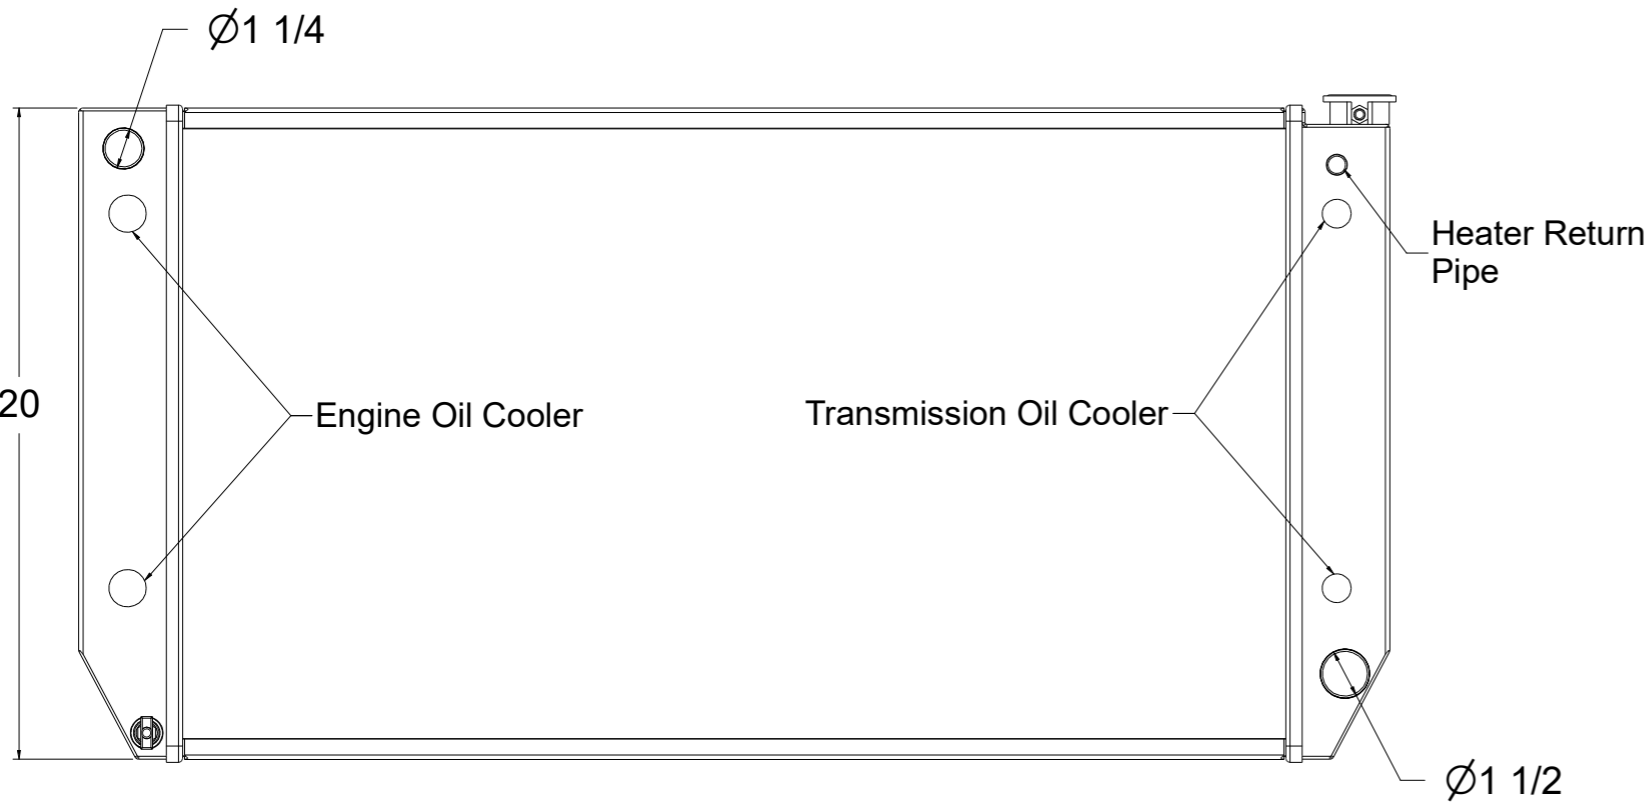 Ø1 1/4
Heater Return
Pipe
20
Engine Oil Cooler
Transmission Oil Cooler
Ø1 1/2